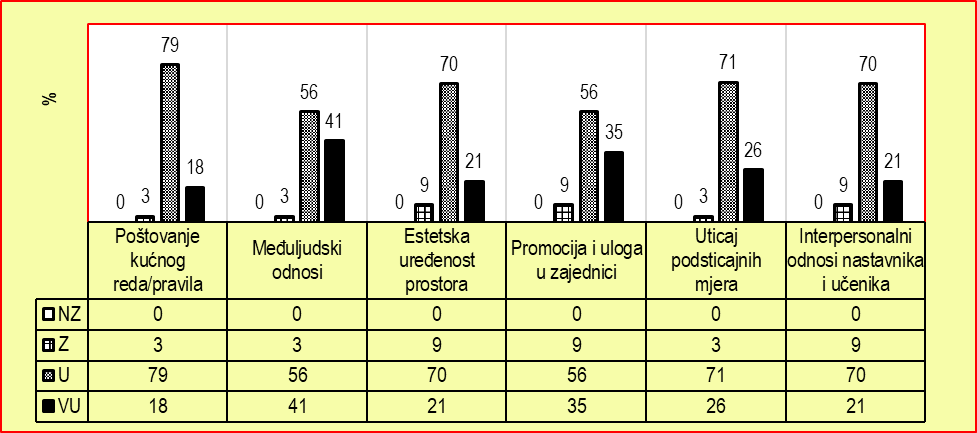 %
0 3 79 18
0 3 56 41
0 9 70 21
0 9 56 35
0 3 71 26
0 9 70 21
Poštovanje
kućnog
reda/pravila
Međuljudski
odnosi
Estetska
uređenost
prostora
Promocija i uloga
u zajednici
Uticaj
podsticajnih
mjera
Interpersonalni
odnosi nastavnika
i učenika
NZ 0 0 0 0 0 0
Z 3 3 9 9 3 9
U 79 56 70 56 71 70
VU 18 41 21 35 26 21